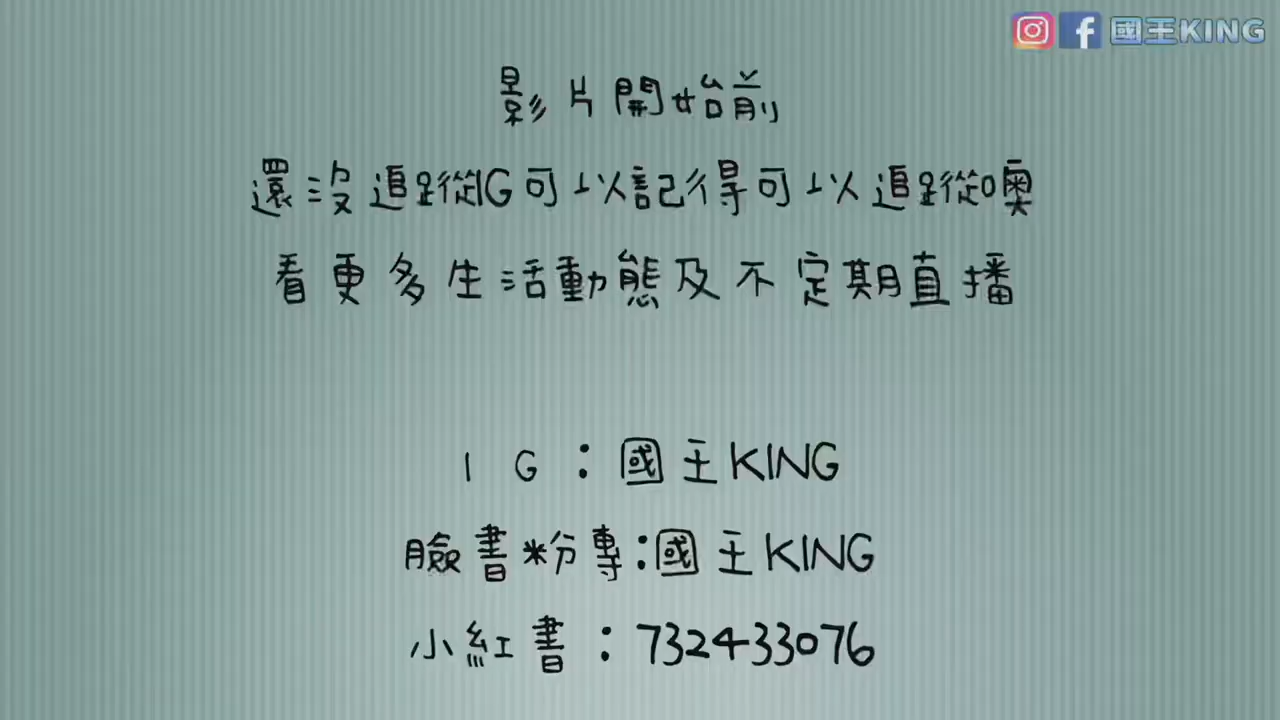 國王KING
影片開始前
還沒追蹤IG可以記得可以追蹤噢
看更多生活動態及不定期直播
IG：國王KING
臉書粉專：國王KING
小紅書：732433076